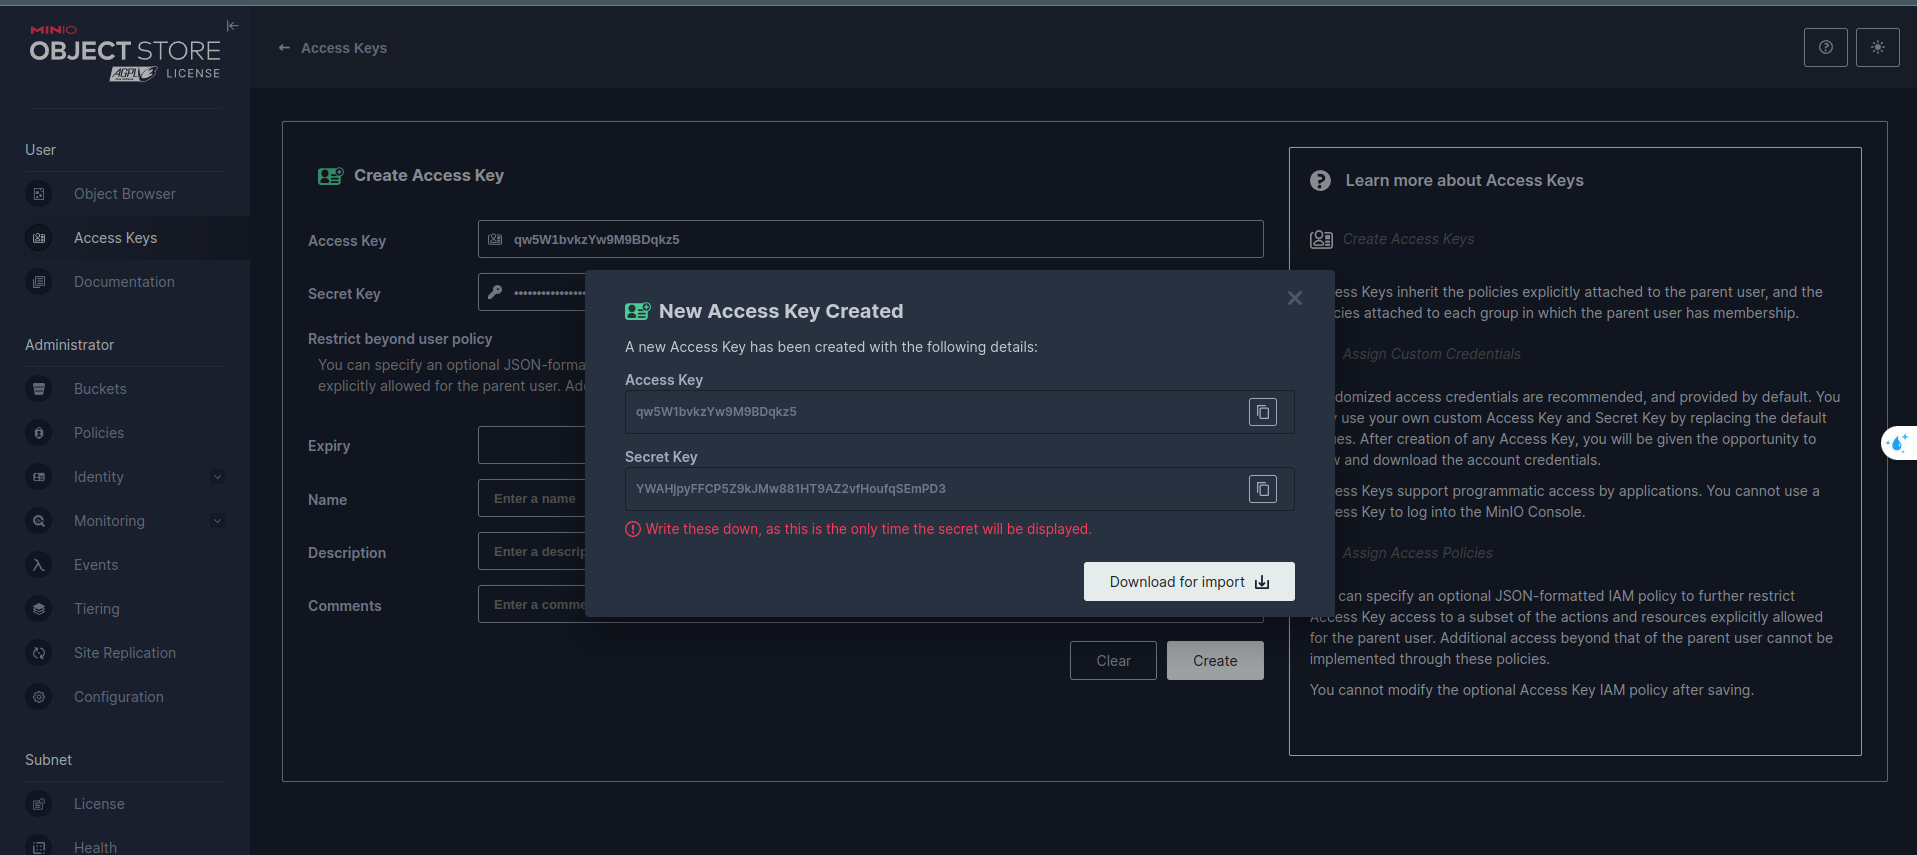 MINIO
OBJECT STORE
AGPLv3 LICENSE
User
Object Browser
Access Keys
Documentation
Administrator
Buckets
Policies
Identity
Monitoring
Events
Tiering
Site Replication
Configuration
Subnet
License
Health
Access Keys
Create Access Key
Access Key
qw5W1bvkzYw9M9BDqkz5
Secret Key
Restrict beyond user policy
You can specify an optional JSON-forma
explicitly allowed for the parent user.
Expiry
Name
Enter a name
Description
Enter a descrip
Comments
Enter a comme
Clear
Create
New Access Key Created
A new Access Key has been created with the following details:
Access Key
qw5W1bvkzYw9M9BDqkz5
Secret Key
YWAHjpyFFCP5Z9kJMw881HT9AZ2vfHoufqSEmPD3
Write these down, as this is the only time the secret will be displayed.
Download for import
Learn more about Access Keys
Create Access Keys
ess Keys inherit the policies explicitly attached to the parent user, and the
cies attached to each group in which the parent user has membership.
Assign Custom Credentials
domized access credentials are recommended, and provided by default. You
use your own custom Access Key and Secret Key by replacing the default
es. After creation of any Access Key, you will be given the opportunity to
w and download the account credentials.
ess Keys support programmatic access by applications. You cannot use a
ess Key to log into the MinIO Console.
Assign Access Policies
can specify an optional JSON-formatted IAM policy to further restrict
Access Key access to a subset of the actions and resources explicitly allowed
for the parent user. Additional access beyond that of the parent user cannot be
implemented through these policies.
You cannot modify the optional Access Key IAM policy after saving.